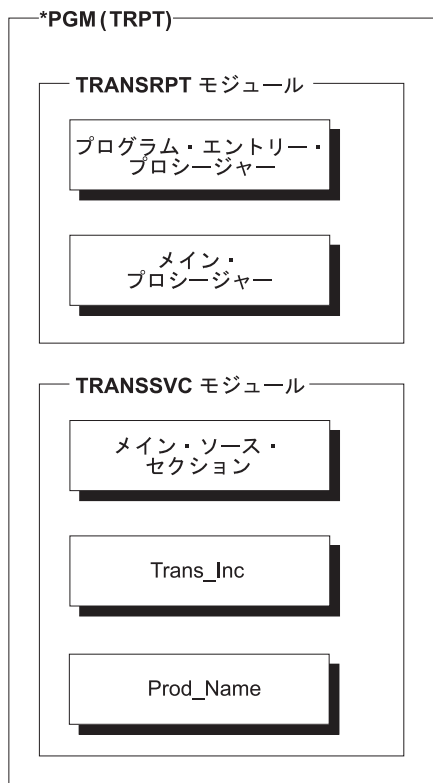 *PGM (TRPT)
TRANSRPT モジュール
プログラム・エントリー・
プロシージャー
メイン・
プロシージャー
TRANSSVC モジュール
メイン・ソース・
セクション
Trans_Inc
Prod_Name